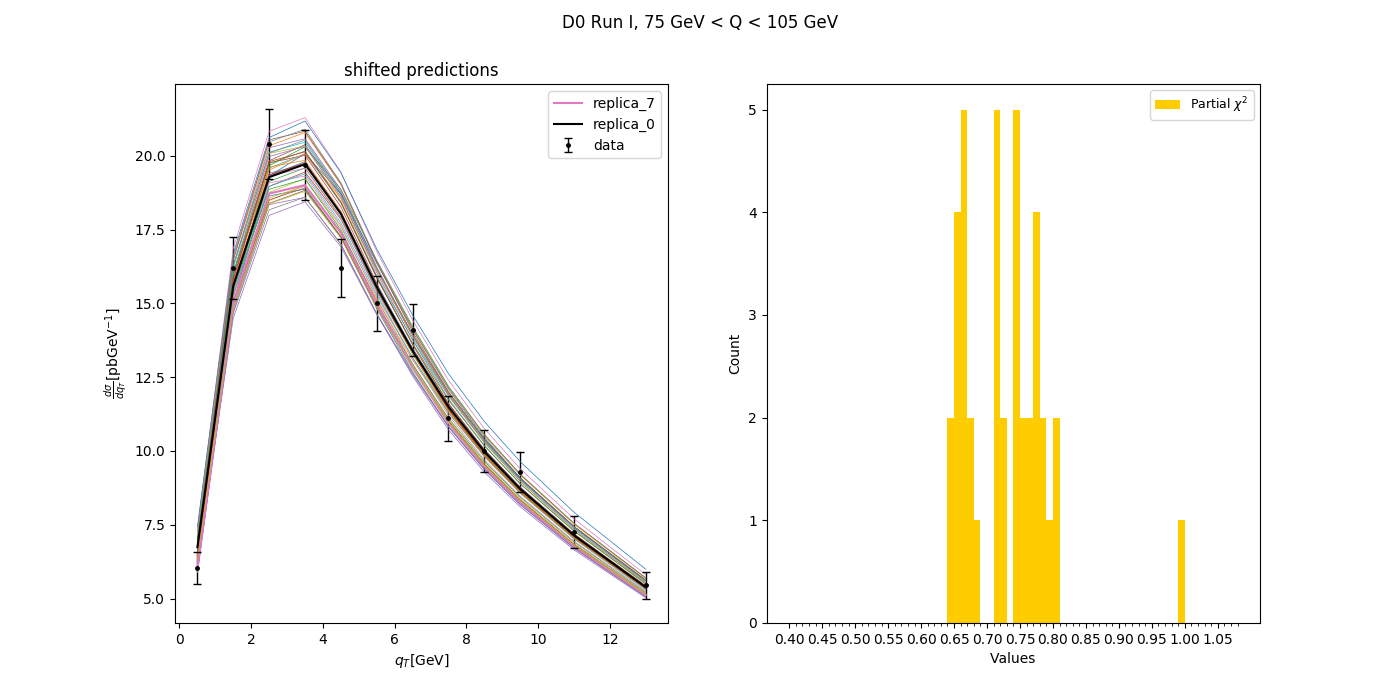 D0 Run I, 75 GeV < Q < 105 GeV
shifted predictions
replica_7
replica_0
data
20.0
17.5
15.0
12.5
10.0
7.5
5.0
dσ/dq_T [pbGeV⁻¹]
0 2 4 6 8 10 12
q_T[GeV]
Partial χ²
5
4
3
2
1
0
Count
0.40 0.45 0.50 0.55 0.60 0.65 0.70 0.75 0.80 0.85 0.90 0.95 1.00 1.05
Values